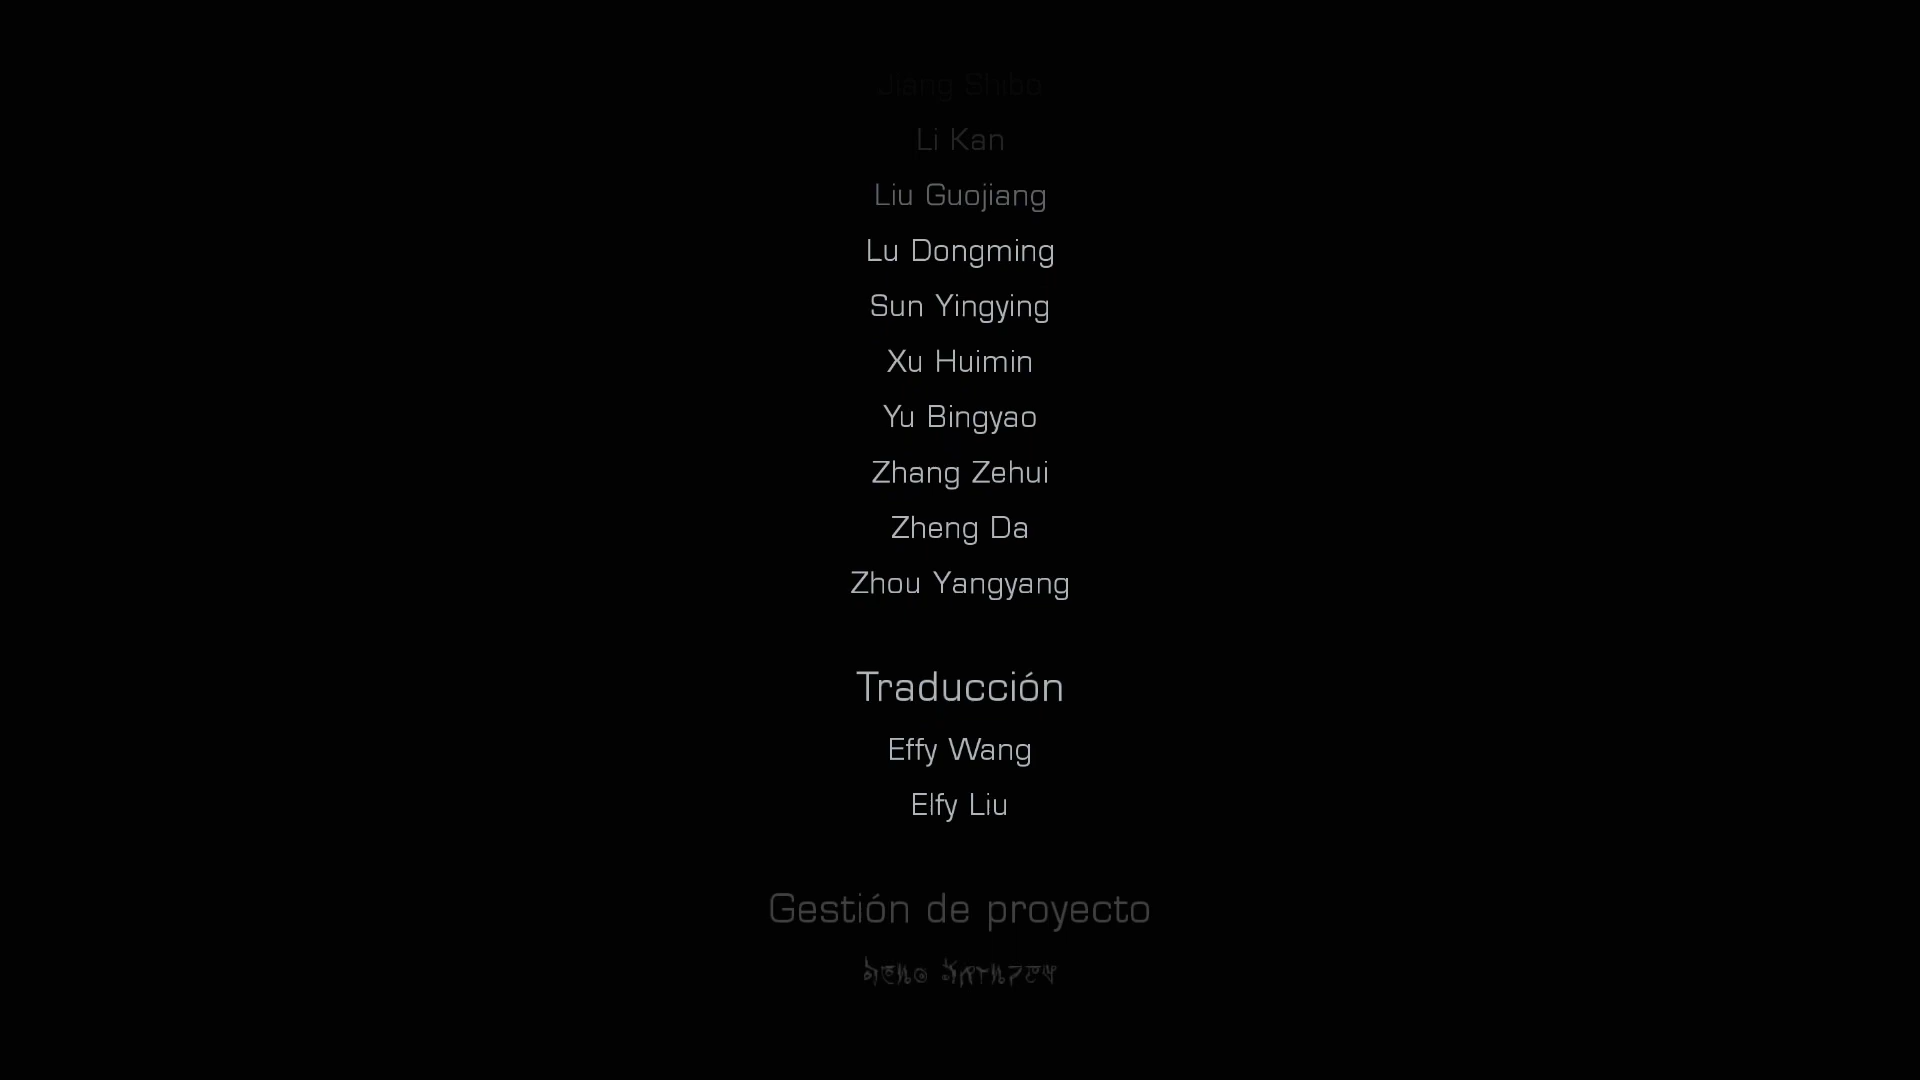 Jiang Shibo
Li Kan
Liu Guojiang
Lu Dongming
Sun Yingying
Xu Huimin
Yu Bingyao
Zhang Zehui
Zheng Da
Zhou Yangyang
Traducción
Effy Wang
Elfy Liu
Gestión de proyecto